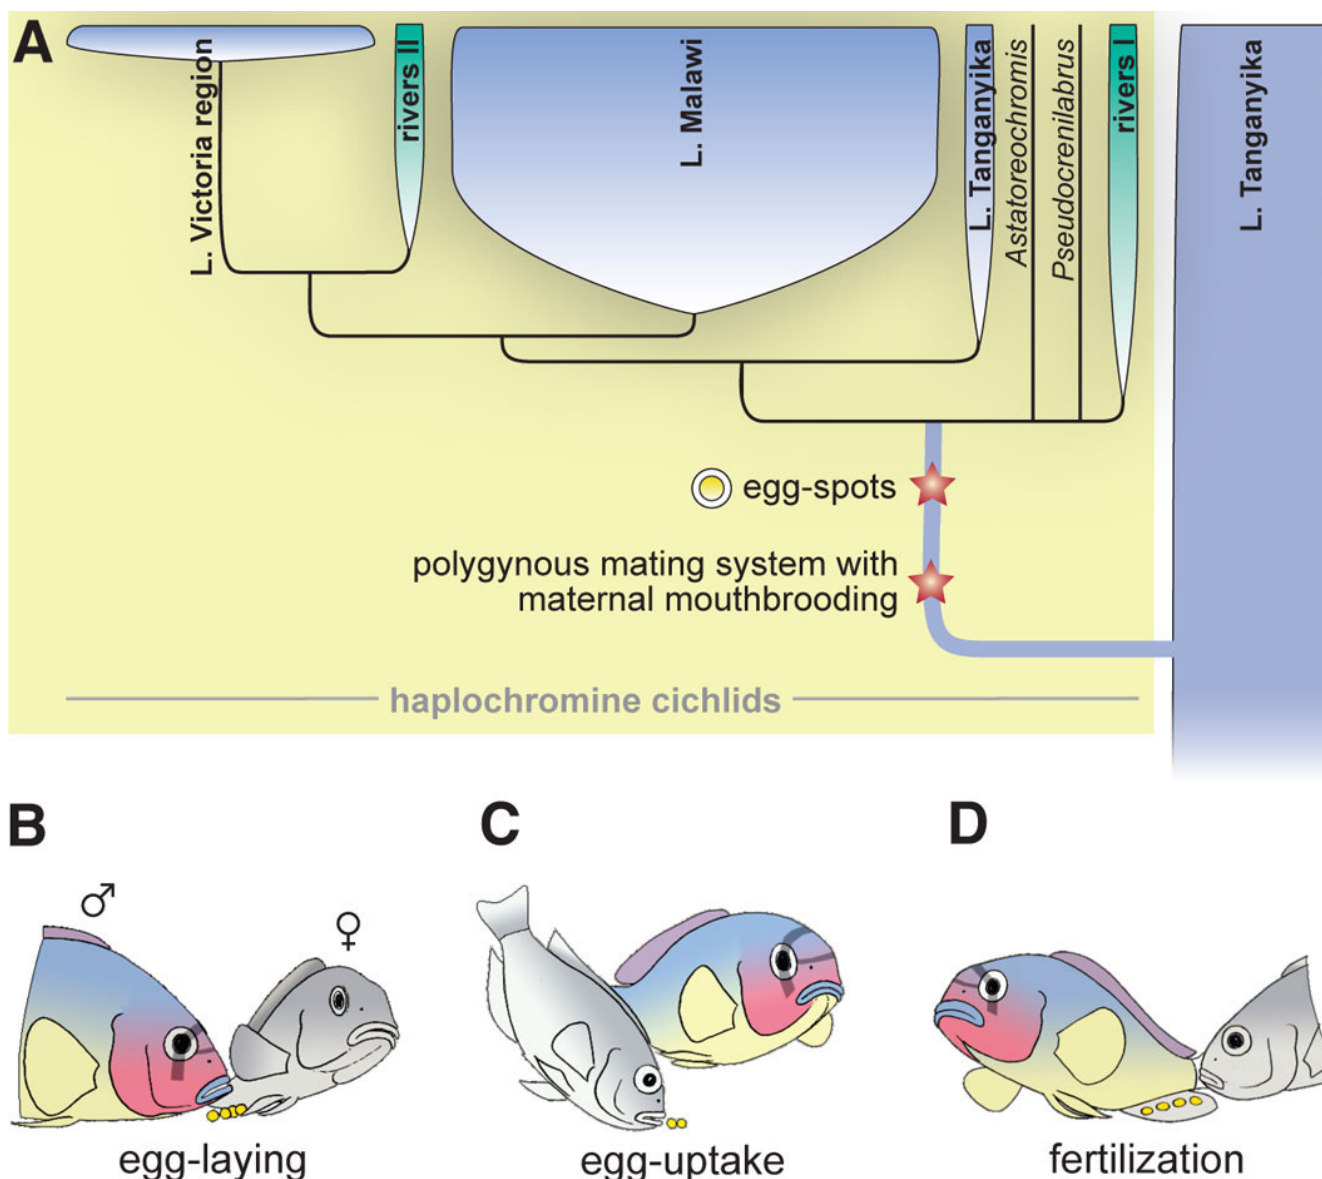 A
L. Victoria region
rivers II
L. Malawi
L. Tanganyika
Astatoreochromis
Pseudocrenilabrus
rivers I
L. Tanganyika
egg-spots
polygynous mating system with
maternal mouthbrooding
haplochromine cichlids
B
C
D
♂
♀
egg-laying
egg-uptake
fertilization